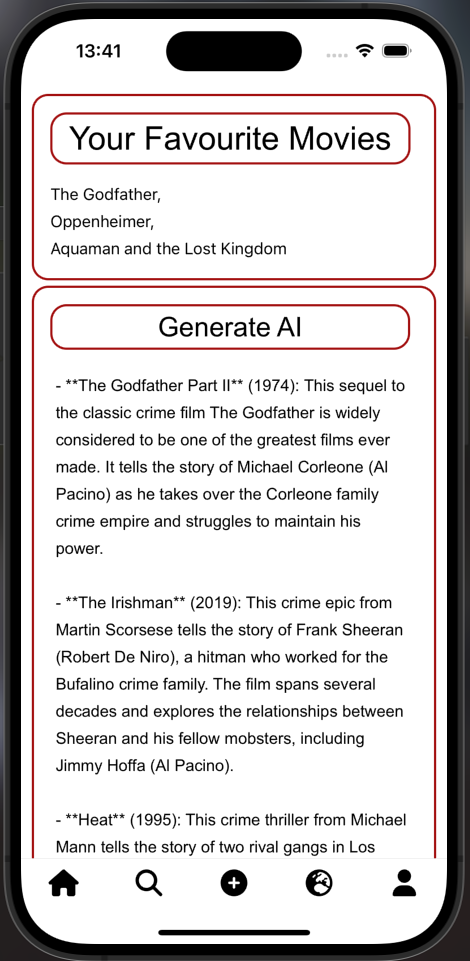 13:41
Your Favourite Movies
The Godfather,
Oppenheimer,
Aquaman and the Lost Kingdom
Generate AI
- **The Godfather Part II** (1974): This sequel to
the classic crime film The Godfather is widely
considered to be one of the greatest films ever
made. It tells the story of Michael Corleone (Al
Pacino) as he takes over the Corleone family
crime empire and struggles to maintain his
power.
- **The Irishman** (2019): This crime epic from
Martin Scorsese tells the story of Frank Sheeran
(Robert De Niro), a hitman who worked for the
Bufalino crime family. The film spans several
decades and explores the relationships between
Sheeran and his fellow mobsters, including
Jimmy Hoffa (Al Pacino).
- **Heat** (1995): This crime thriller from Michael
Mann tells the story of two rival gangs in Los